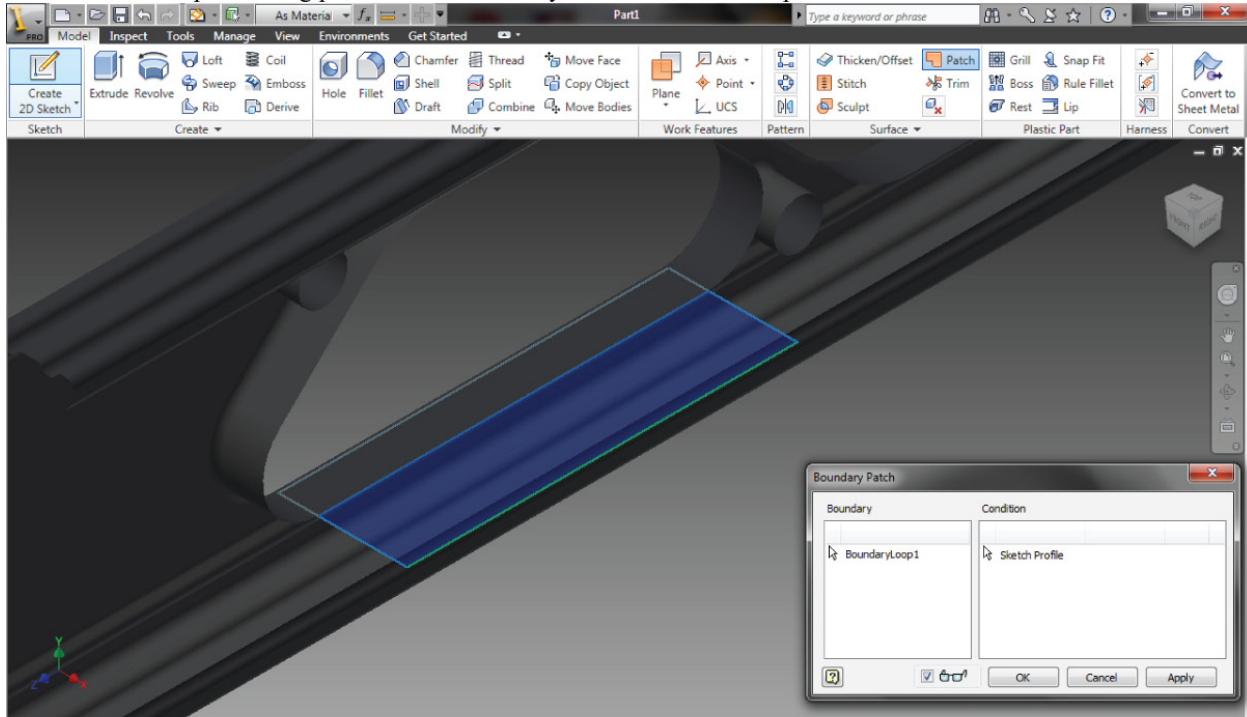 As Material
Part1
Type a keyword or phrase
PRO
Model Inspect Tools Manage View Environments Get Started
Create
2D Sketch
Extrude Revolve
Loft
Sweep
Rib
Coil
Emboss
Derive
Hole Fillet
Chamfer
Shell
Draft
Thread
Split
Combine
Move Face
Copy Object
Move Bodies
Plane
Axis
Point
UCS
Thicken/Offset
Stitch
Sculpt
Patch
Trim
Grill
Boss
Rest
Snap Fit
Rule Fillet
Lip
Convert to
Sheet Metal
Sketch Create Modify Work Features Pattern Surface Plastic Part Harness Convert
TOP
FRONT RIGHT
Boundary Patch
Boundary Condition
BoundaryLoop1 Sketch Profile
OK Cancel Apply
Y
Z X